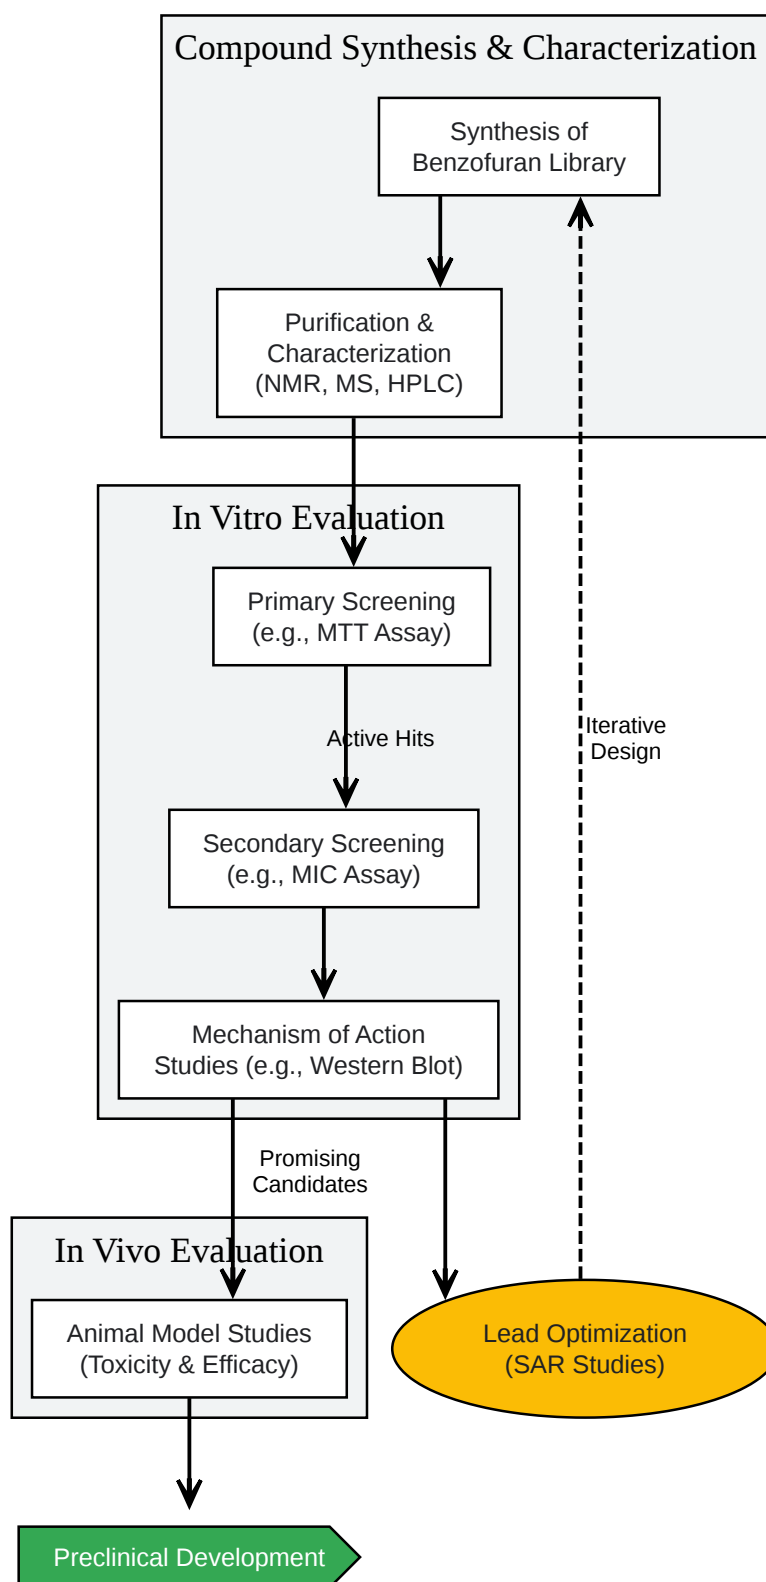 Compound Synthesis & Characterization
Synthesis of
Benzofuran Library
Purification &
Characterization
(NMR, MS, HPLC)
In Vitro Evaluation
Primary Screening
(e.g., MTT Assay)
Active Hits
Iterative
Design
Secondary Screening
(e.g., MIC Assay)
Mechanism of Action
Studies (e.g., Western Blot)
Promising
Candidates
In Vivo Evaluation
Animal Model Studies
(Toxicity & Efficacy)
Lead Optimization
(SAR Studies)
Preclinical Development